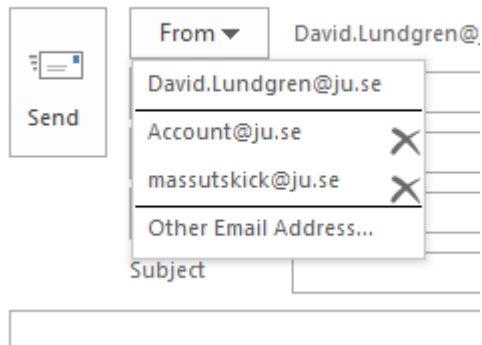 From
David.Lundgren@j
Send
David.Lundgren@ju.se
Account@ju.se
massutskick@ju.se
Other Email Address...
Subject